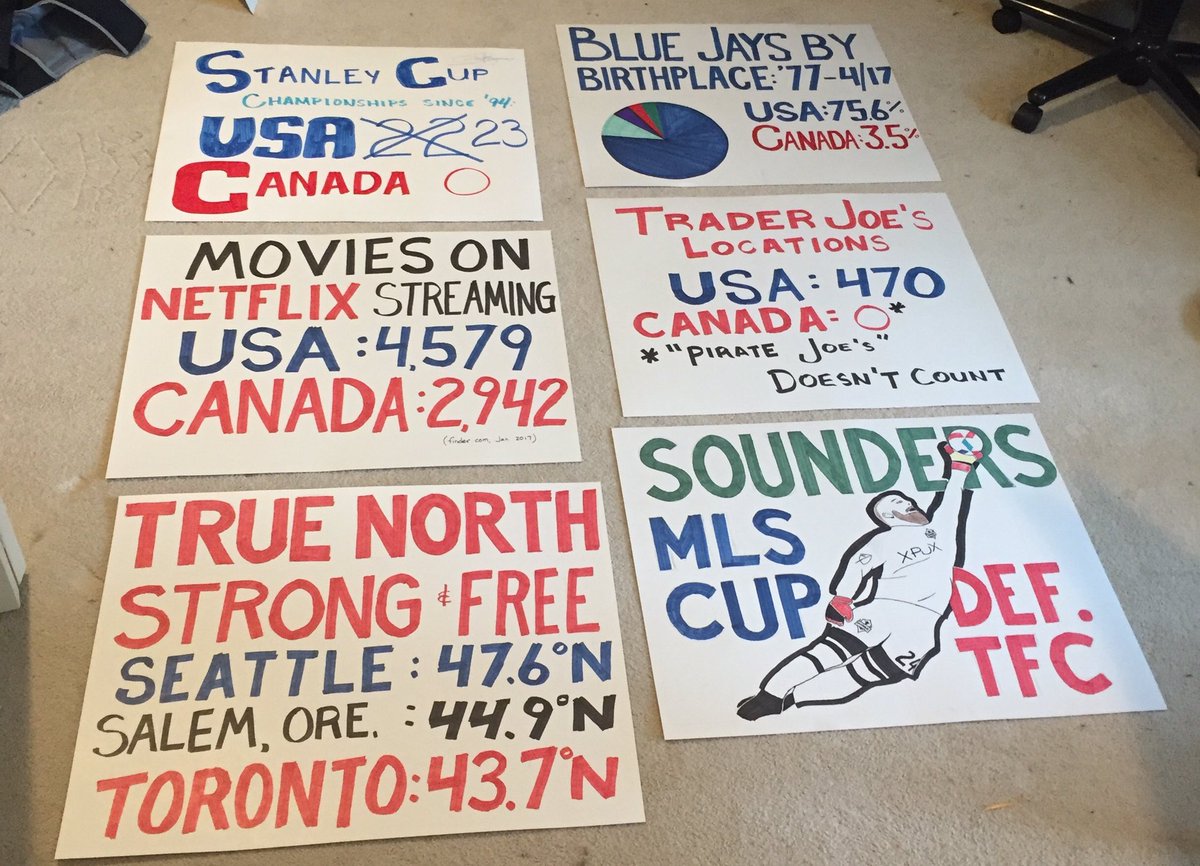 STANLEY CUP
CHAMPIONSHIPS SINCE '94:
USA 22 23
CANADA 0
BLUE JAYS BY
BIRTHPLACE: '77-4/17
USA: 75.6%
CANADA: 3.5%
MOVIES ON
NETFLIX STREAMING
USA: 4,579
CANADA: 2,942
(finder.com, Jan 2017)
TRADER JOE'S
LOCATIONS
USA: 470
CANADA: 0*
*"PIRATE JOE'S"
DOESN'T COUNT
TRUE NORTH
STRONG & FREE
SEATTLE: 47.6°N
SALEM, ORE.: 44.9°N
TORONTO: 43.7°N
SOUNDERS
MLS
CUP
DEF.
TFC
XBOX
24